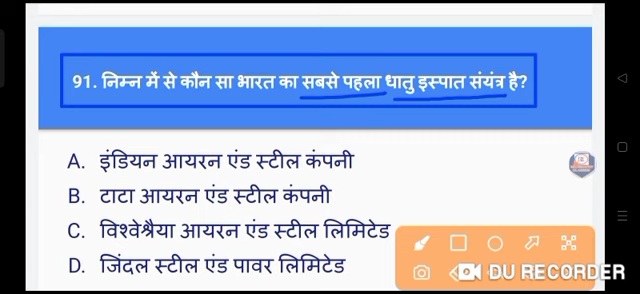 91. निम्न में से कौन सा भारत का सबसे पहला धातु इस्पात संयंत्र है?
A. इंडियन आयरन एंड स्टील कंपनी
B. टाटा आयरन एंड स्टील कंपनी
C. विश्वेश्रैया आयरन एंड स्टील लिमिटेड
D. जिंदल स्टील एंड पावर लिमिटेड
DU RECORDER